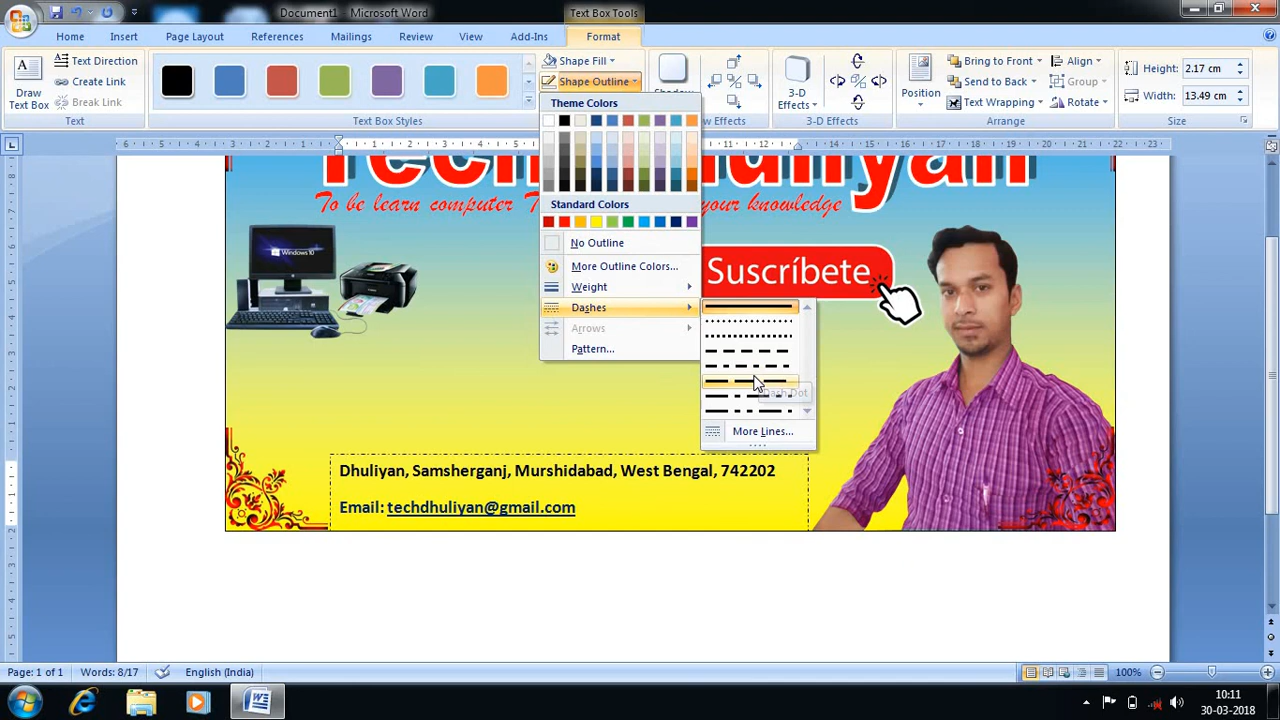 Document1 - Microsoft Word
Text Box Tools
Home
Insert
Page Layout
References
Mailings
Review
View
Add-Ins
Format
Draw
Text Box
Text Direction
Create Link
Break Link
Text
Text Box Styles
Shape Fill
Shape Outline
3-D
Effects
3-D Effects
Position
Bring to Front
Send to Back
Text Wrapping
Align
Group
Rotate
Arrange
Height: 2.17 cm
Width: 13.49 cm
Size
Theme Colors
Standard Colors
No Outline
More Outline Colors...
Weight
Dashes
Arrows
Pattern...
Dash Dot
More Lines...
To be learn computer
your knowledge
Windows 10
Suscríbete
Dhuliyan, Samsherganj, Murshidabad, West Bengal, 742202
Email: techdhuliyan@gmail.com
Page: 1 of 1
Words: 8/17
English (India)
100%
10:11
30-03-2018